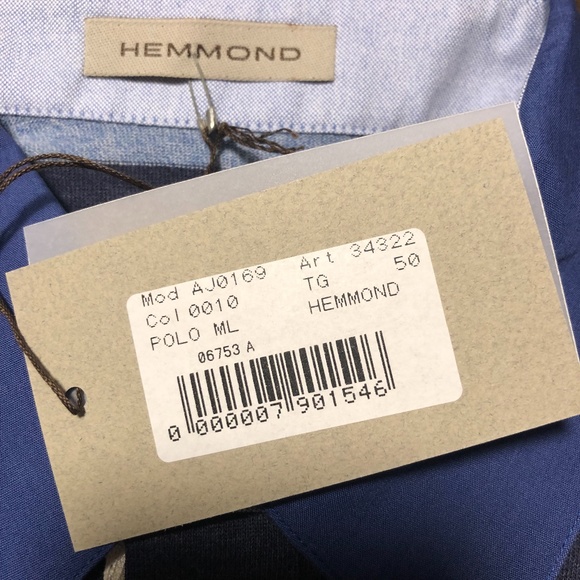 HEMMOND
Mod AJ0169 Art 34322
Col 0010 TG 50
POLO ML HEMMOND
06753 A
0 000007 901546